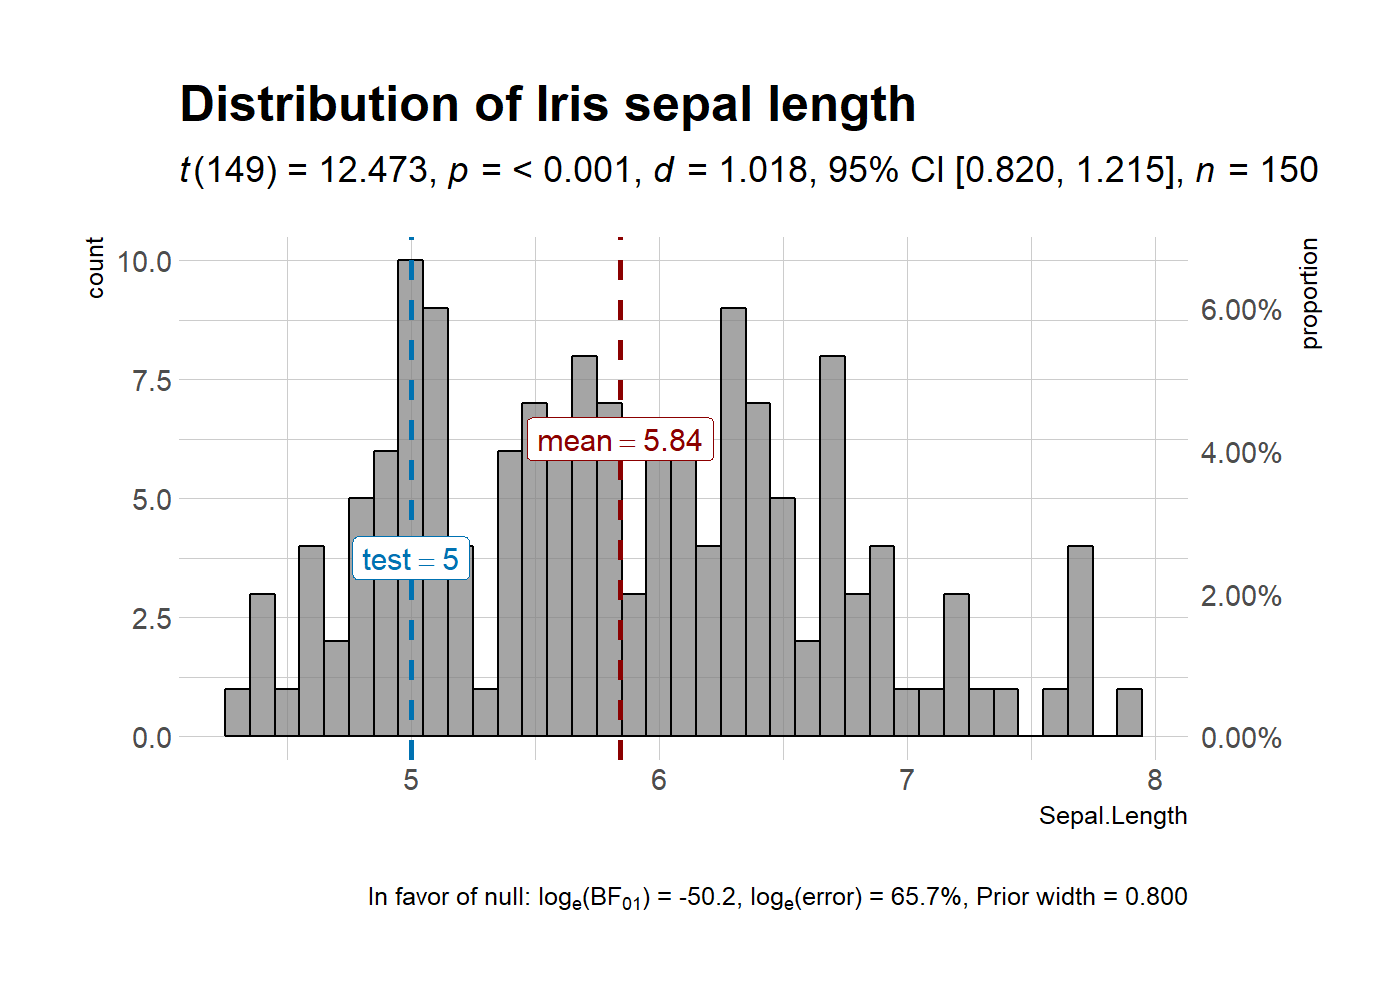 Distribution of Iris sepal length
t(149) = 12.473, p = < 0.001, d = 1.018, 95% CI [0.820, 1.215], n = 150
count
proportion
10.0
7.5
5.0
2.5
0.0
6.00%
4.00%
2.00%
0.00%
mean = 5.84
test = 5
5 6 7 8
Sepal.Length
In favor of null: logₑ(BF₀₁) = -50.2, logₑ(error) = 65.7%, Prior width = 0.800